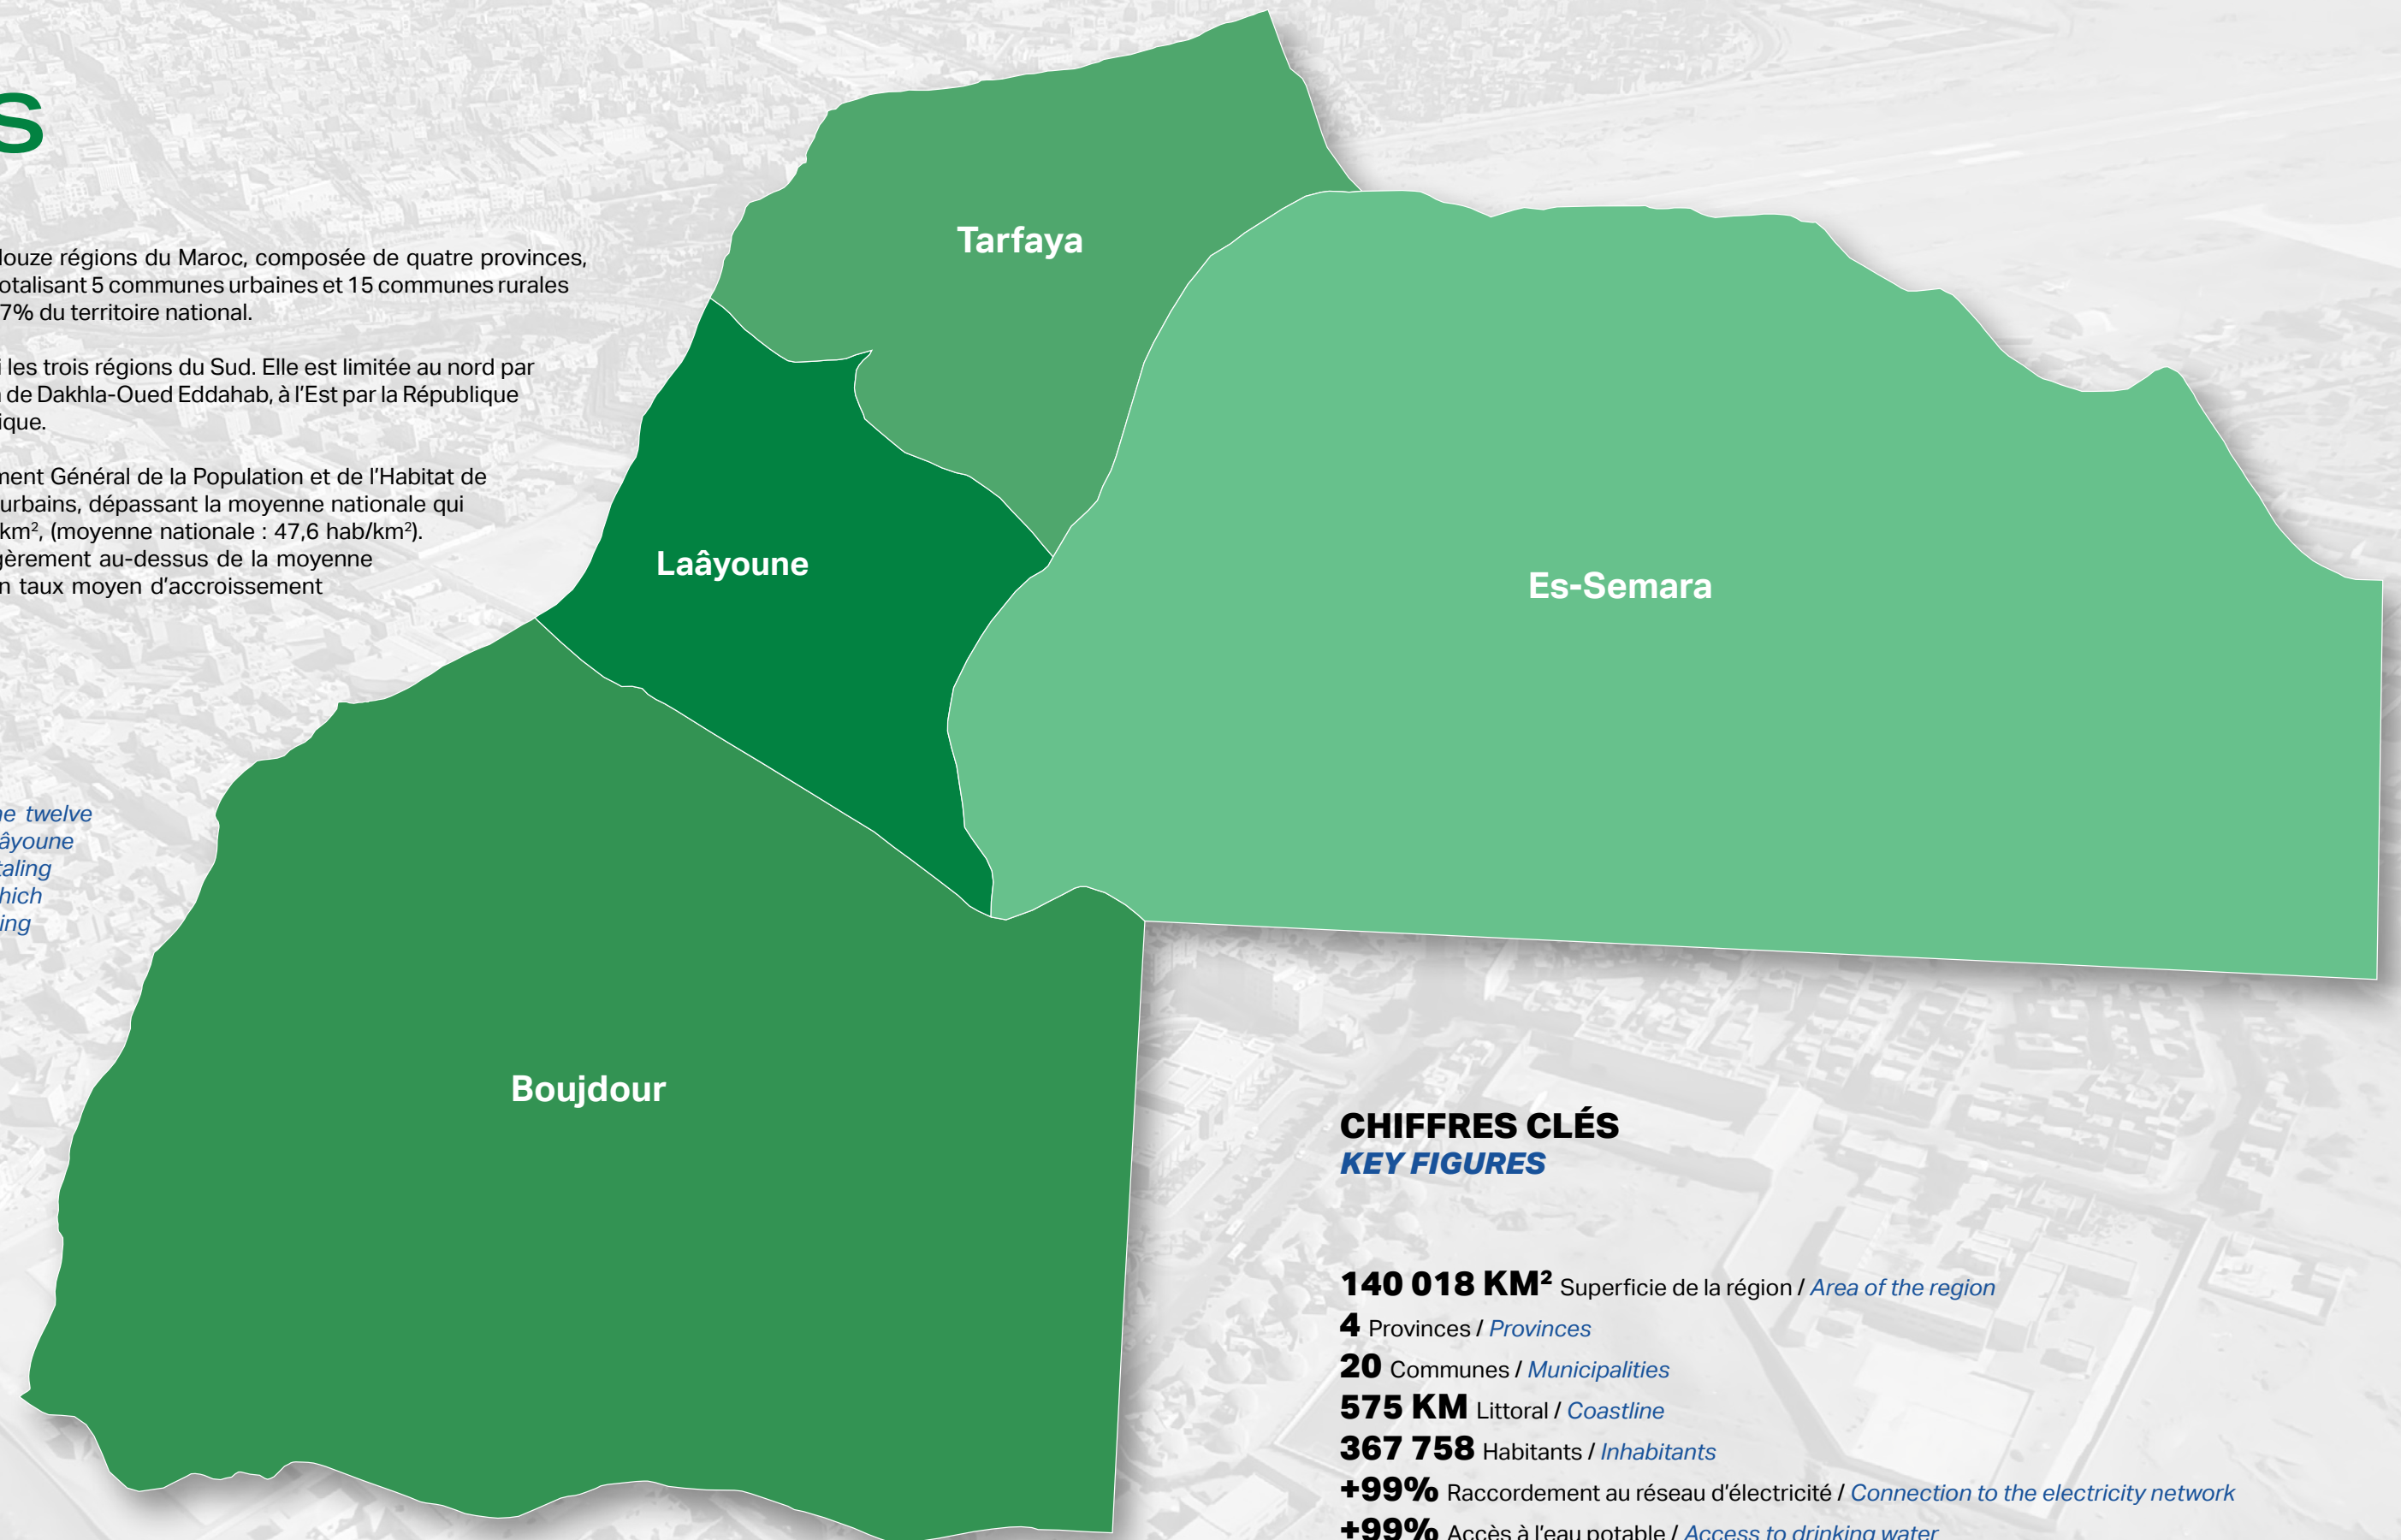 S
douze régions du Maroc, composée de quatre provinces,
totalisant 5 communes urbaines et 15 communes rurales
7% du territoire national.
les trois régions du Sud. Elle est limitée au nord par
de Dakhla-Oued Eddahab, à l'Est par la République
ique.
ment Général de la Population et de l'Habitat de
urbains, dépassant la moyenne nationale qui
km², (moyenne nationale : 47,6 hab/km²).
gèrement au-dessus de la moyenne
n taux moyen d'accroissement
he twelve
âyoune
taling
hich
ing
Tarfaya
Laâyoune
Es-Semara
Boujdour
CHIFFRES CLÉS
KEY FIGURES
140 018 KM² Superficie de la région / Area of the region
4 Provinces / Provinces
20 Communes / Municipalities
575 KM Littoral / Coastline
367 758 Habitants / Inhabitants
+99% Raccordement au réseau d'électricité / Connection to the electricity network
+99% Accès à l'eau potable / Access to drinking water